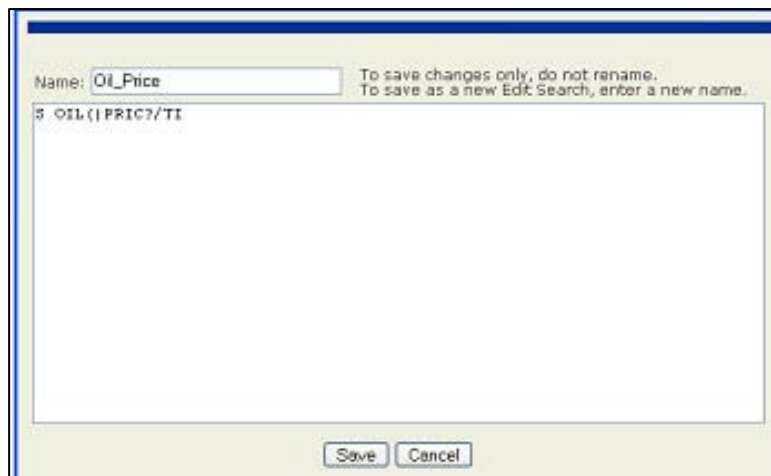 Name: Oil_Price
To save changes only, do not rename.
To save as a new Edit Search, enter a new name.
S OIL()PRIC?/TI
Save Cancel